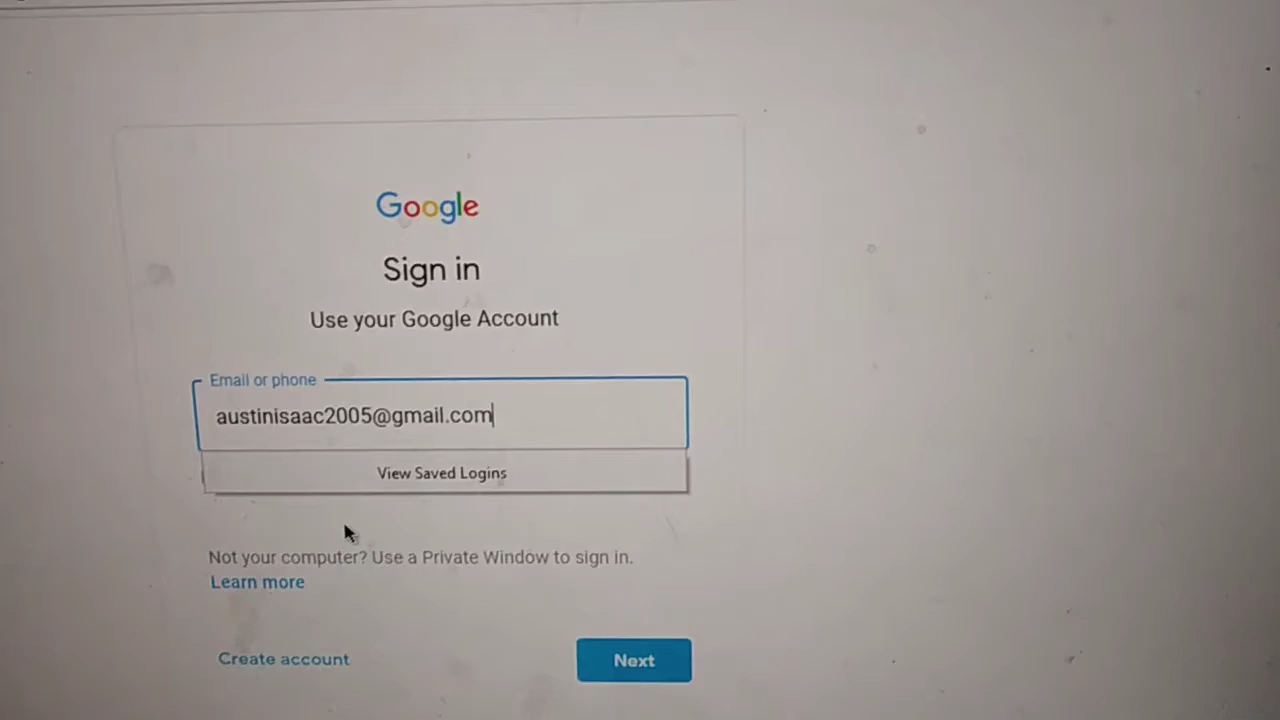 Google
Sign in
Use your Google Account
Email or phone
austinisaac2005@gmail.com
View Saved Logins
Not your computer? Use a Private Window to sign in.
Learn more
Create account
Next